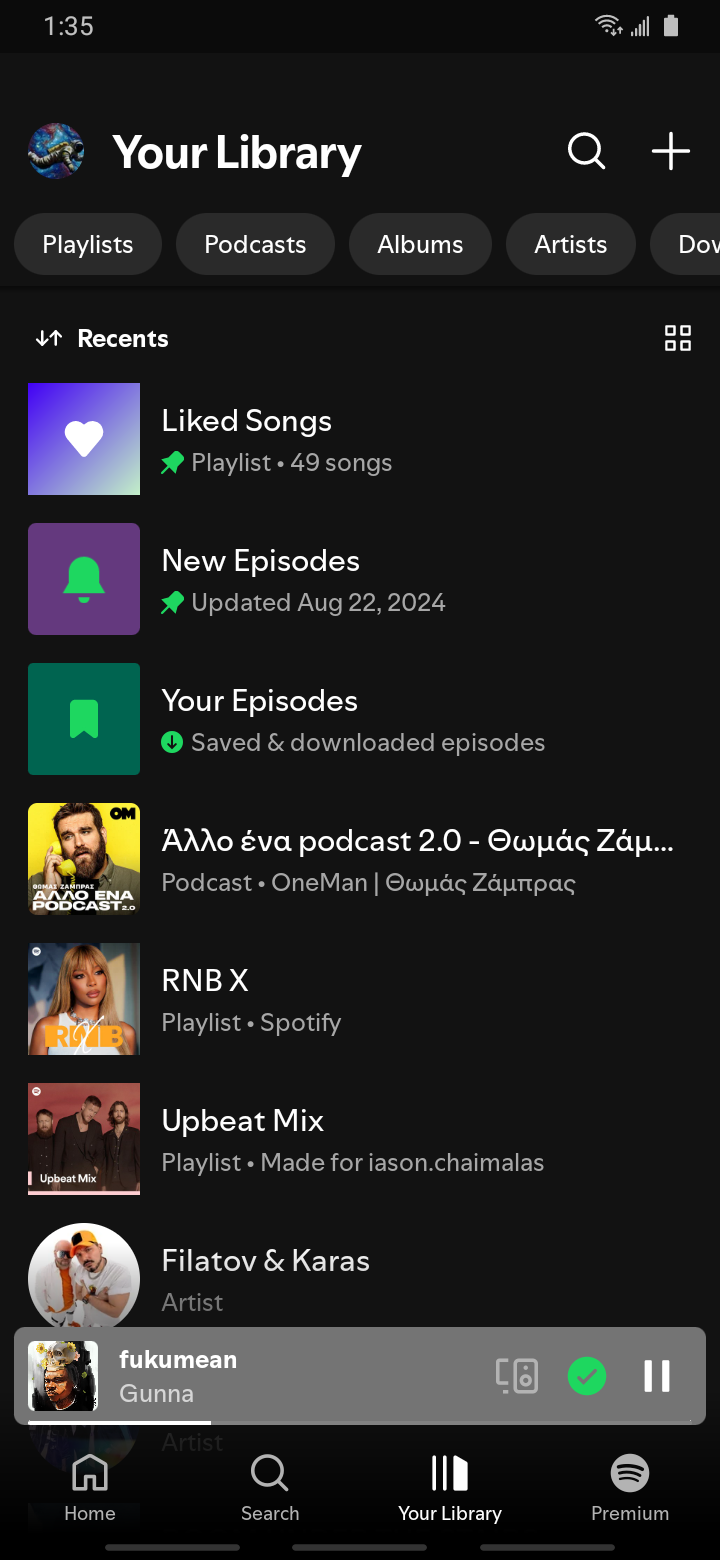 1:35
Your Library
Playlists Podcasts Albums Artists Dow
Recents
Liked Songs
Playlist • 49 songs
New Episodes
Updated Aug 22, 2024
Your Episodes
Saved & downloaded episodes
OM
ΘΩΜΑΣ ΖΑΜΠΡΑΣ
ΑΛΛΟ ΕΝΑ
PODCAST 2.0
Άλλο ένα podcast 2.0 - Θωμάς Ζάμ...
Podcast • OneMan | Θωμάς Ζάμπρας
RNB X
RNB X
Playlist • Spotify
Upbeat Mix
Upbeat Mix
Playlist • Made for iason.chaimalas
Filatov & Karas
Artist
fukumean
Gunna
Artist
Home Search Your Library Premium